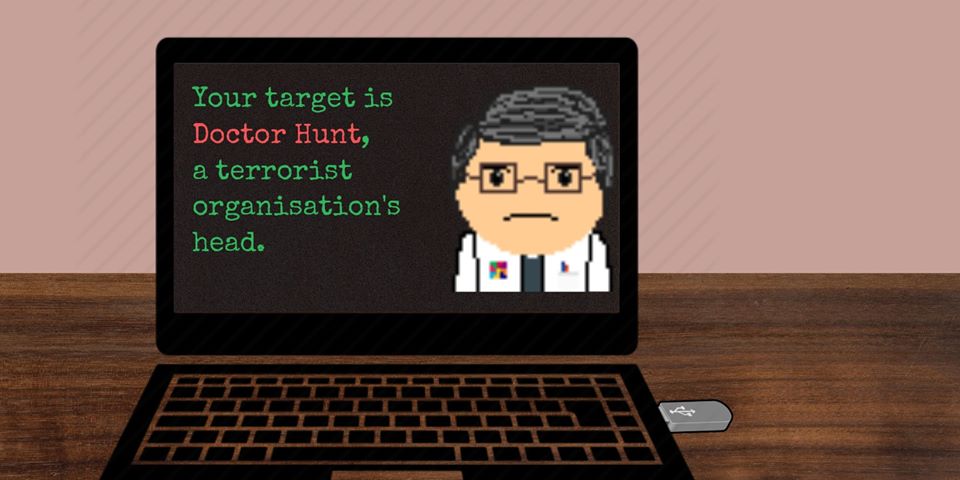 Your target is
Doctor Hunt,
a terrorist
organisation's
head.